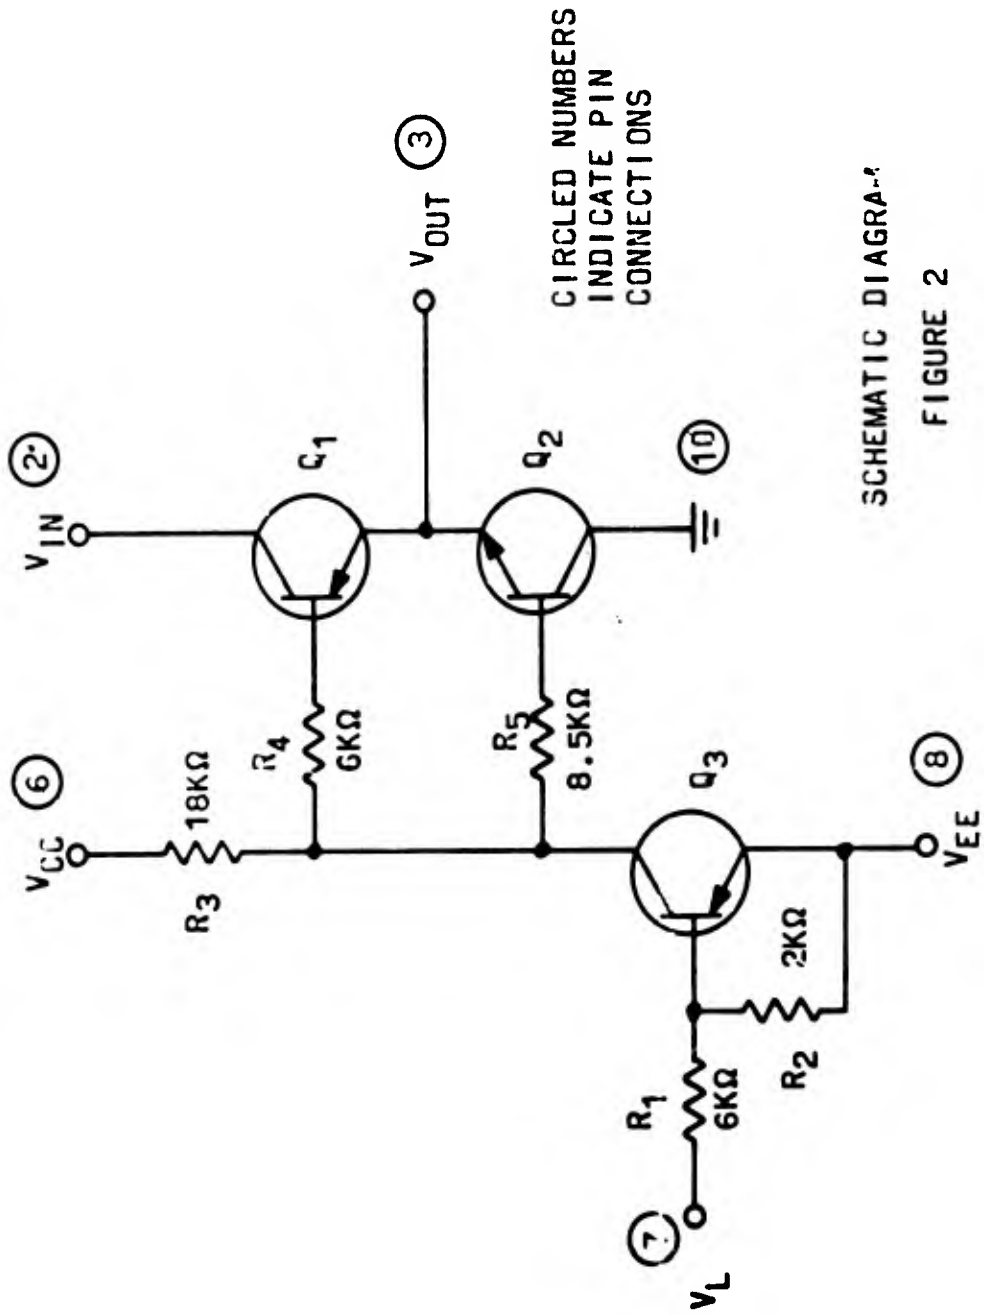 V_IN (2)
V_CC (6)
18KΩ
R3
R4
6KΩ
Q1
V_OUT (3)
R5
8.5KΩ
Q2
(10)
R1
6KΩ
V_L (7)
R2
2KΩ
Q3
V_EE (8)
CIRCLED NUMBERS
INDICATE PIN
CONNECTIONS
SCHEMATIC DIAGRAM
FIGURE 2